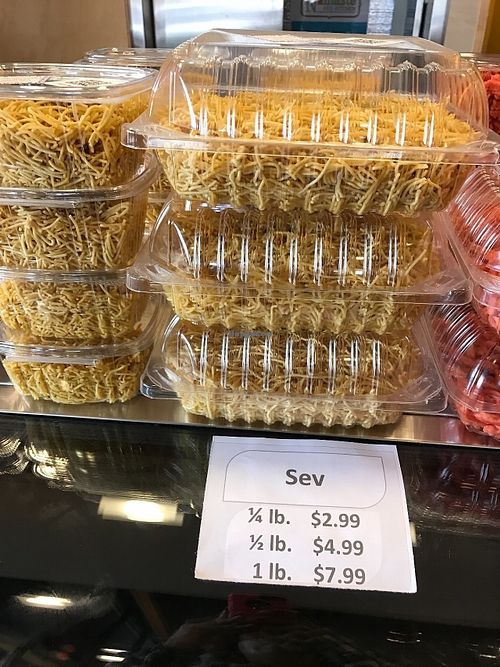 Sev
¼ lb. $2.99
½ lb. $4.99
1 lb. $7.99